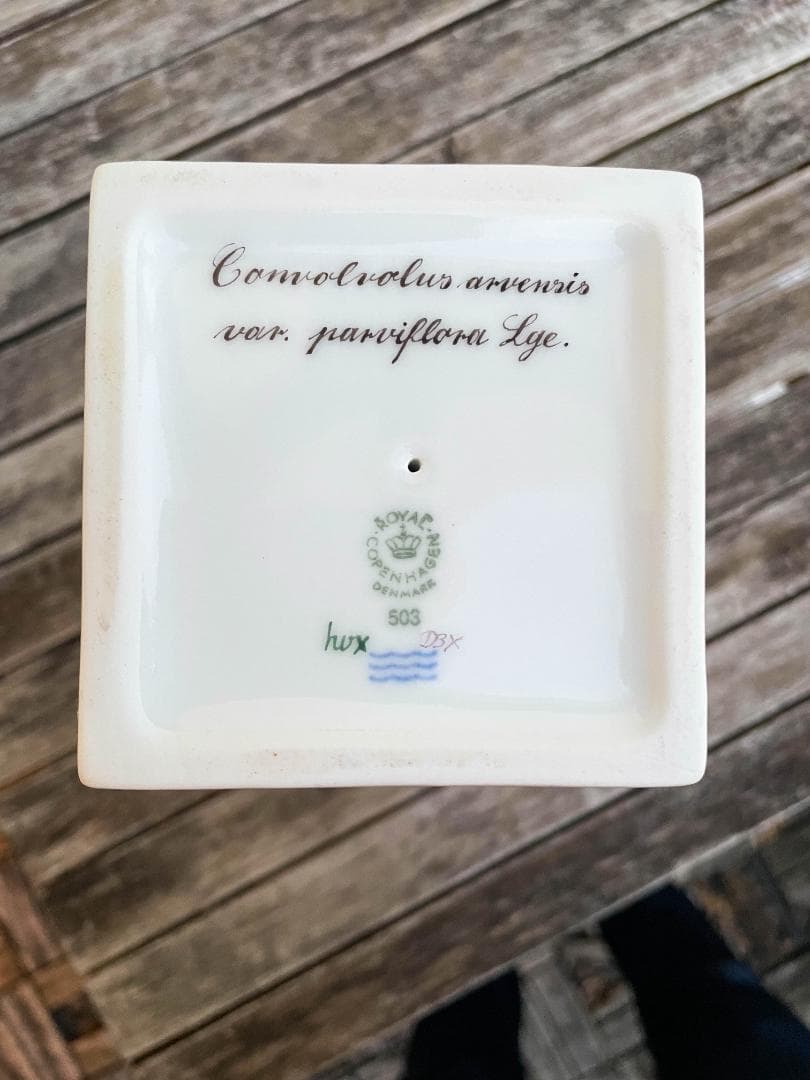 Convolvolus arvensis
var. parviflora Lge.
ROYAL COPENHAGEN
DENMARK
503
hvx DBX